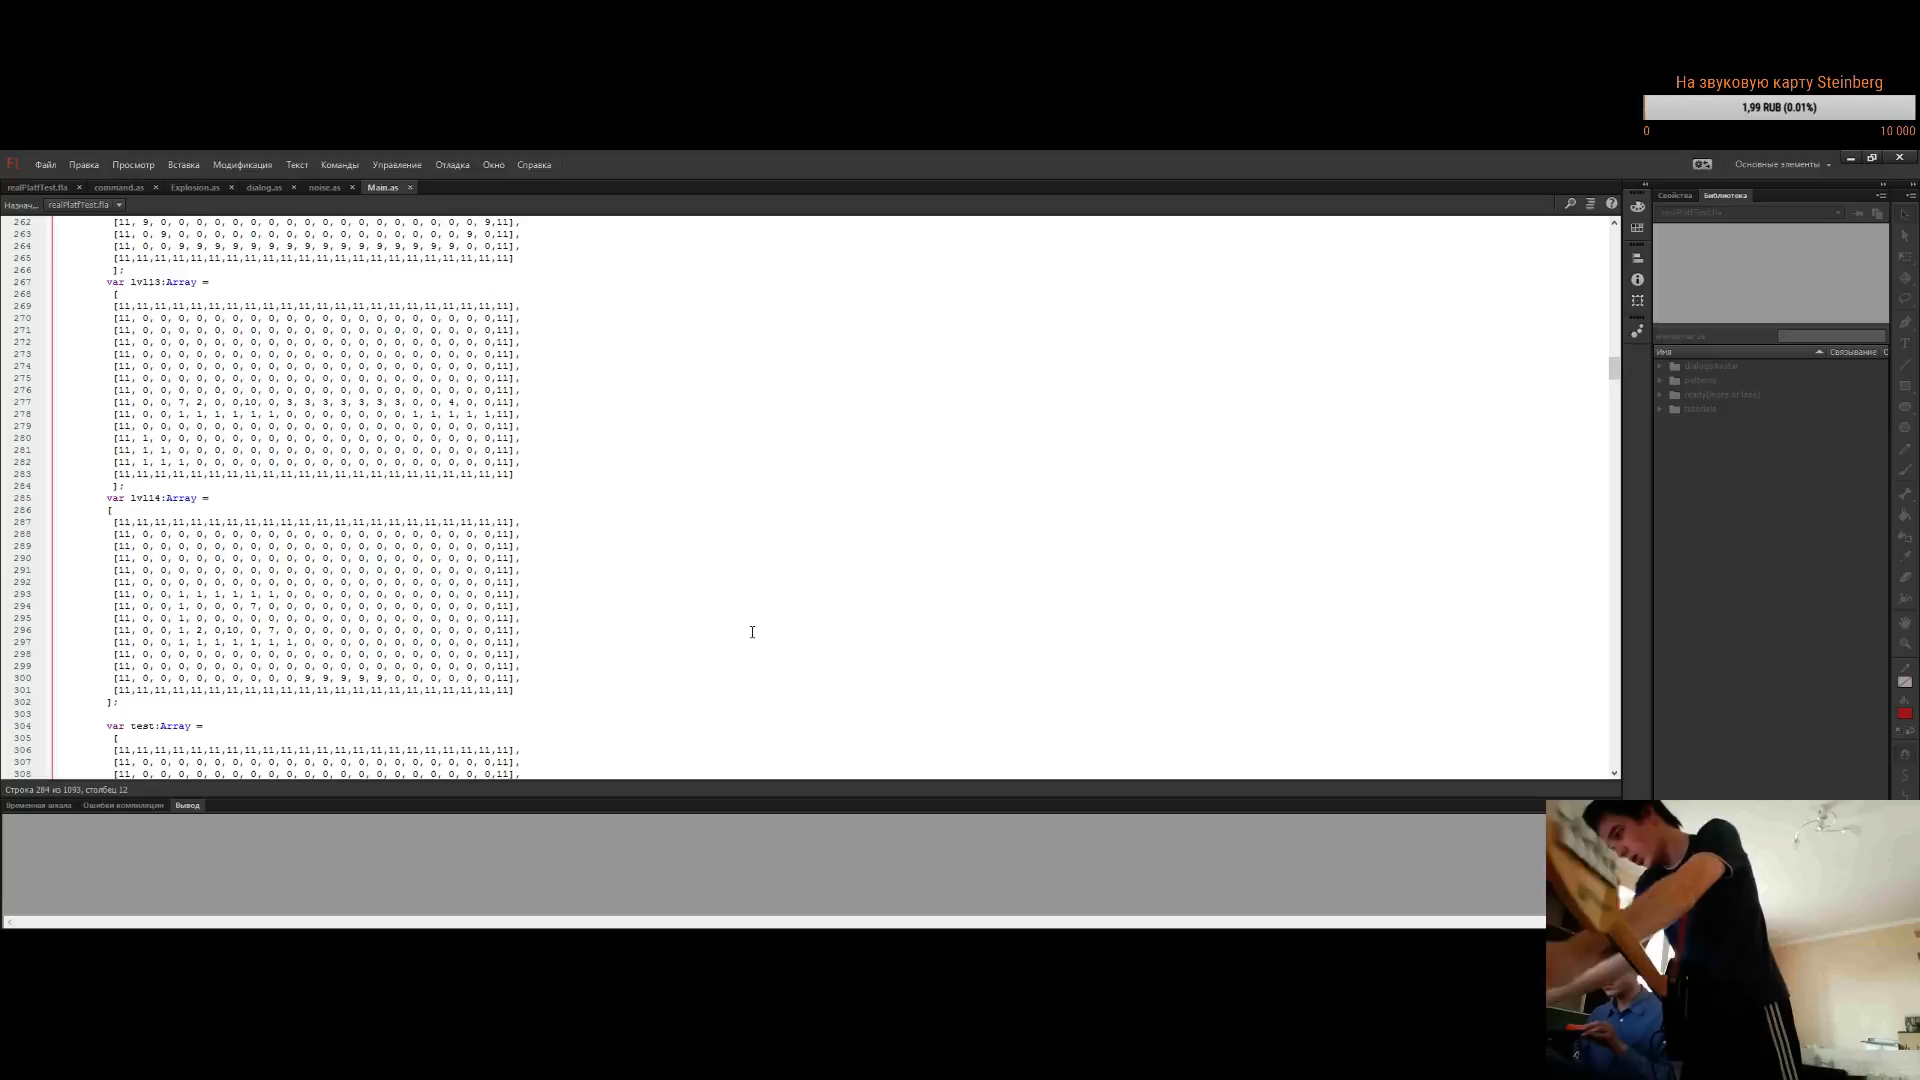 На звуковую карту Steinberg
1,99 RUB (0.01%)
0 10 000
Fl Файл Правка Просмотр Вставка Модификация Текст Команды Управление Отладка Окно Справка Основные элементы
realPlatfTest.fla × command.as × Explosion.as × dialog.as × noise.as × Main.as × Свойства Библиотека
Назнач... realPlatfTest.fla realPlatfTest.fla
262 [11, 9, 0, 0, 0, 0, 0, 0, 0, 0, 0, 0, 0, 0, 0, 0, 0, 0, 0, 0, 9,11],
263 [11, 0, 9, 0, 0, 0, 0, 0, 0, 0, 0, 0, 0, 0, 0, 0, 0, 0, 0, 9, 0,11],
264 [11, 0, 0, 9, 9, 9, 9, 9, 9, 9, 9, 9, 9, 9, 9, 9, 9, 9, 9, 0, 0,11],
265 [11,11,11,11,11,11,11,11,11,11,11,11,11,11,11,11,11,11,11,11,11,11]
266 ];
267 var lvl13:Array =
268 [
269 [11,11,11,11,11,11,11,11,11,11,11,11,11,11,11,11,11,11,11,11,11,11],
270 [11, 0, 0, 0, 0, 0, 0, 0, 0, 0, 0, 0, 0, 0, 0, 0, 0, 0, 0, 0, 0,11],
271 [11, 0, 0, 0, 0, 0, 0, 0, 0, 0, 0, 0, 0, 0, 0, 0, 0, 0, 0, 0, 0,11],
272 [11, 0, 0, 0, 0, 0, 0, 0, 0, 0, 0, 0, 0, 0, 0, 0, 0, 0, 0, 0, 0,11],
273 [11, 0, 0, 0, 0, 0, 0, 0, 0, 0, 0, 0, 0, 0, 0, 0, 0, 0, 0, 0, 0,11],
274 [11, 0, 0, 0, 0, 0, 0, 0, 0, 0, 0, 0, 0, 0, 0, 0, 0, 0, 0, 0, 0,11],
275 [11, 0, 0, 0, 0, 0, 0, 0, 0, 0, 0, 0, 0, 0, 0, 0, 0, 0, 0, 0, 0,11],
276 [11, 0, 0, 0, 0, 0, 0, 0, 0, 0, 0, 0, 0, 0, 0, 0, 0, 0, 0, 0, 0,11],
277 [11, 0, 0, 7, 2, 0, 0,10, 0, 3, 3, 3, 3, 3, 3, 3, 0, 0, 4, 0, 0,11],
278 [11, 0, 0, 1, 1, 1, 1, 1, 1, 0, 0, 0, 0, 0, 0, 0, 1, 1, 1, 1, 1,11],
279 [11, 0, 0, 0, 0, 0, 0, 0, 0, 0, 0, 0, 0, 0, 0, 0, 0, 0, 0, 0, 0,11],
280 [11, 1, 0, 0, 0, 0, 0, 0, 0, 0, 0, 0, 0, 0, 0, 0, 0, 0, 0, 0, 0,11],
281 [11, 1, 1, 0, 0, 0, 0, 0, 0, 0, 0, 0, 0, 0, 0, 0, 0, 0, 0, 0, 0,11],
282 [11, 1, 1, 1, 0, 0, 0, 0, 0, 0, 0, 0, 0, 0, 0, 0, 0, 0, 0, 0, 0,11],
283 [11,11,11,11,11,11,11,11,11,11,11,11,11,11,11,11,11,11,11,11,11,11]
284 ];
285 var lvl14:Array =
286 [
287 [11,11,11,11,11,11,11,11,11,11,11,11,11,11,11,11,11,11,11,11,11,11],
288 [11, 0, 0, 0, 0, 0, 0, 0, 0, 0, 0, 0, 0, 0, 0, 0, 0, 0, 0, 0, 0,11],
289 [11, 0, 0, 0, 0, 0, 0, 0, 0, 0, 0, 0, 0, 0, 0, 0, 0, 0, 0, 0, 0,11],
290 [11, 0, 0, 0, 0, 0, 0, 0, 0, 0, 0, 0, 0, 0, 0, 0, 0, 0, 0, 0, 0,11],
291 [11, 0, 0, 0, 0, 0, 0, 0, 0, 0, 0, 0, 0, 0, 0, 0, 0, 0, 0, 0, 0,11],
292 [11, 0, 0, 0, 0, 0, 0, 0, 0, 0, 0, 0, 0, 0, 0, 0, 0, 0, 0, 0, 0,11],
293 [11, 0, 0, 1, 1, 1, 1, 1, 1, 0, 0, 0, 0, 0, 0, 0, 0, 0, 0, 0, 0,11],
294 [11, 0, 0, 1, 0, 0, 0, 7, 0, 0, 0, 0, 0, 0, 0, 0, 0, 0, 0, 0, 0,11],
295 [11, 0, 0, 1, 0, 0, 0, 0, 0, 0, 0, 0, 0, 0, 0, 0, 0, 0, 0, 0, 0,11],
296 [11, 0, 0, 1, 2, 0,10, 0, 7, 0, 0, 0, 0, 0, 0, 0, 0, 0, 0, 0, 0,11],
297 [11, 0, 0, 1, 1, 1, 1, 1, 1, 1, 0, 0, 0, 0, 0, 0, 0, 0, 0, 0, 0,11],
298 [11, 0, 0, 0, 0, 0, 0, 0, 0, 0, 0, 0, 0, 0, 0, 0, 0, 0, 0, 0, 0,11],
299 [11, 0, 0, 0, 0, 0, 0, 0, 0, 0, 0, 0, 0, 0, 0, 0, 0, 0, 0, 0, 0,11],
300 [11, 0, 0, 0, 0, 0, 0, 0, 0, 0, 9, 9, 9, 9, 9, 0, 0, 0, 0, 0, 0,11],
301 [11,11,11,11,11,11,11,11,11,11,11,11,11,11,11,11,11,11,11,11,11,11]
302 ];
303
304 var test:Array =
305 [
306 [11,11,11,11,11,11,11,11,11,11,11,11,11,11,11,11,11,11,11,11,11,11],
307 [11, 0, 0, 0, 0, 0, 0, 0, 0, 0, 0, 0, 0, 0, 0, 0, 0, 0, 0, 0, 0,11],
308 [11, 0, 0, 0, 0, 0, 0, 0, 0, 0, 0, 0, 0, 0, 0, 0, 0, 0, 0, 0, 0,11],
Имя Связывание
dialogsAvatar
patterns
ready(more or less)
tutorials
Строка 284 из 1093, столбец 12
Временная шкала Ошибки компиляции Вывод